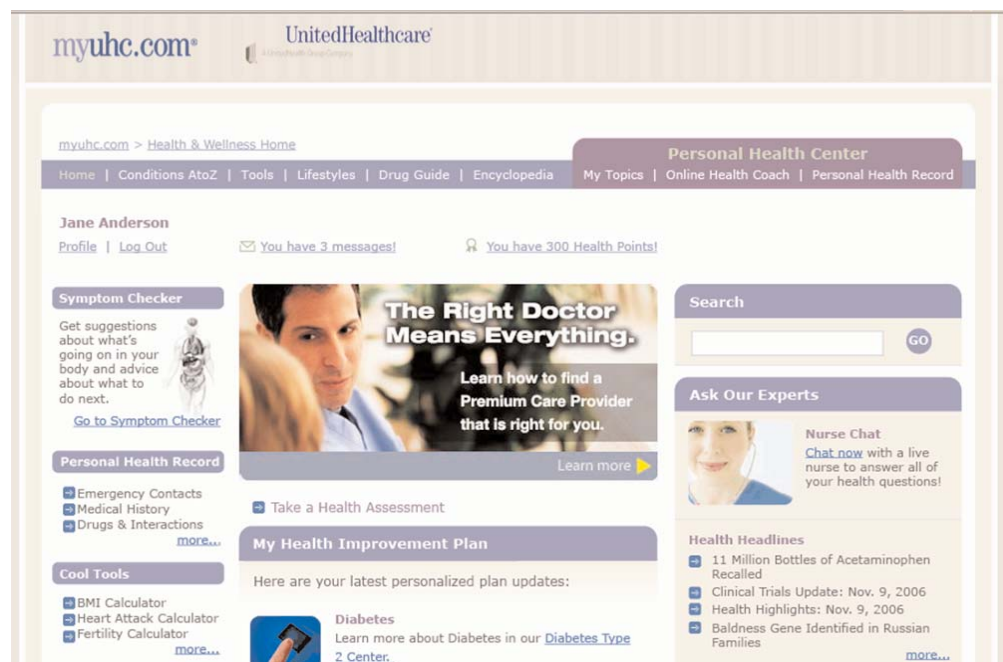 myuhc.com®
UnitedHealthcare®
A UnitedHealth Group Company
myuhc.com > Health & Wellness Home
Personal Health Center
Home | Conditions AtoZ | Tools | Lifestyles | Drug Guide | Encyclopedia
My Topics | Online Health Coach | Personal Health Record
Jane Anderson
Profile | Log Out
You have 3 messages!
You have 300 Health Points!
Symptom Checker
Get suggestions
about what's
going on in your
body and advice
about what to
do next.
Go to Symptom Checker
Personal Health Record
Emergency Contacts
Medical History
Drugs & Interactions
more...
Cool Tools
BMI Calculator
Heart Attack Calculator
Fertility Calculator
more...
The Right Doctor
Means Everything.
Learn how to find a
Premium Care Provider
that is right for you.
Learn more
Take a Health Assessment
My Health Improvement Plan
Here are your latest personalized plan updates:
Diabetes
Learn more about Diabetes in our Diabetes Type
2 Center.
Search
GO
Ask Our Experts
Nurse Chat
Chat now with a live
nurse to answer all of
your health questions!
Health Headlines
11 Million Bottles of Acetaminophen
Recalled
Clinical Trials Update: Nov. 9, 2006
Health Highlights: Nov. 9, 2006
Baldness Gene Identified in Russian
Families
more...